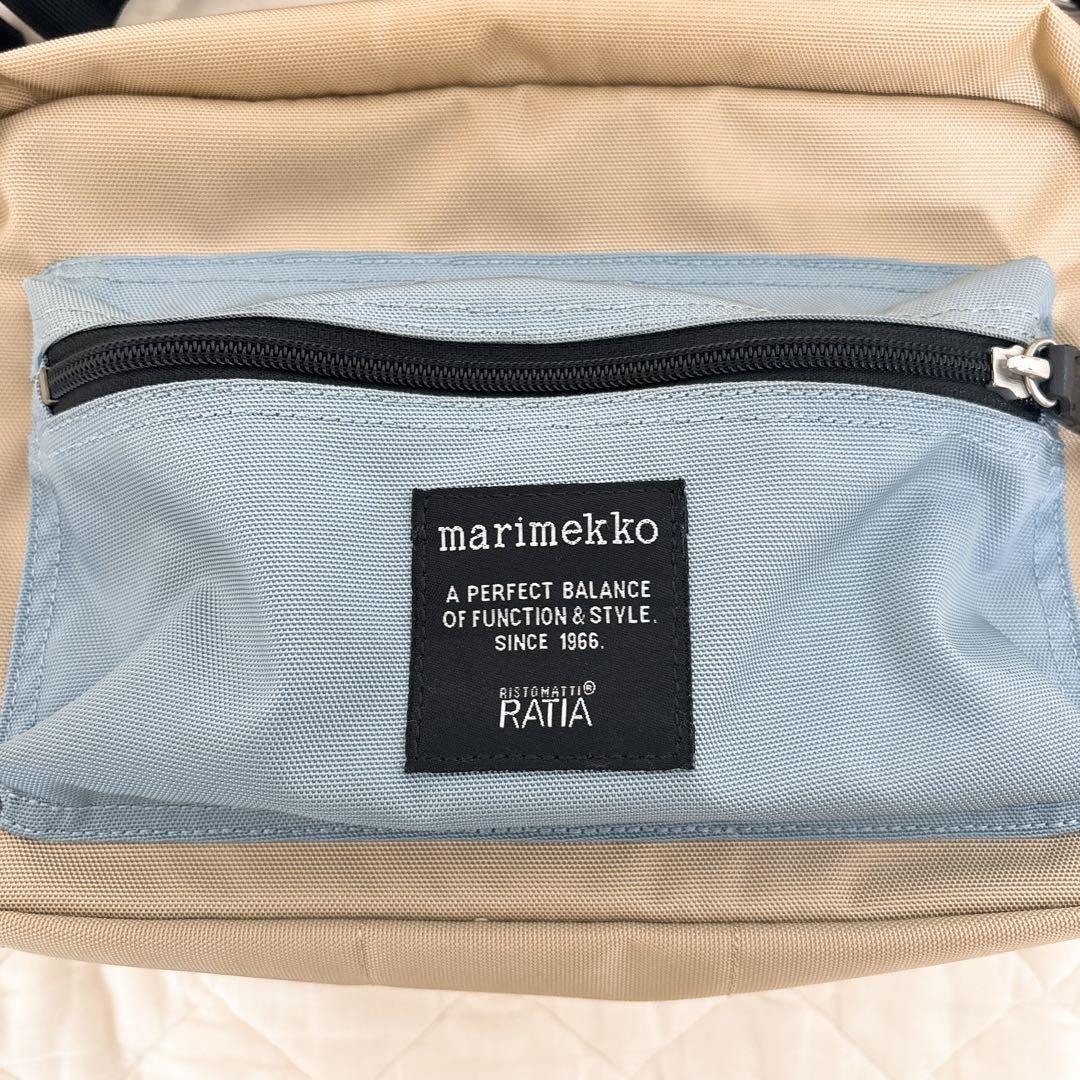 marimekko
A PERFECT BALANCE
OF FUNCTION & STYLE.
SINCE 1966.
RISTOMATTI®
RATIA